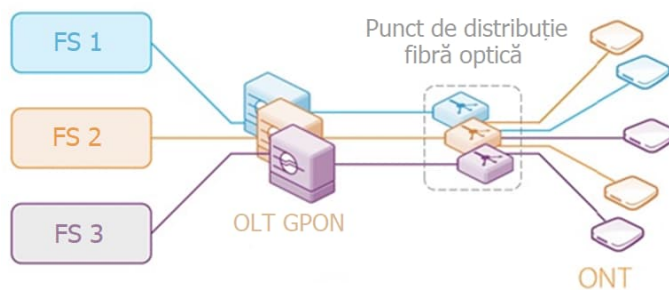 FS 1
FS 2
FS 3
Punct de distribuție
fibră optică
OLT GPON
ONT